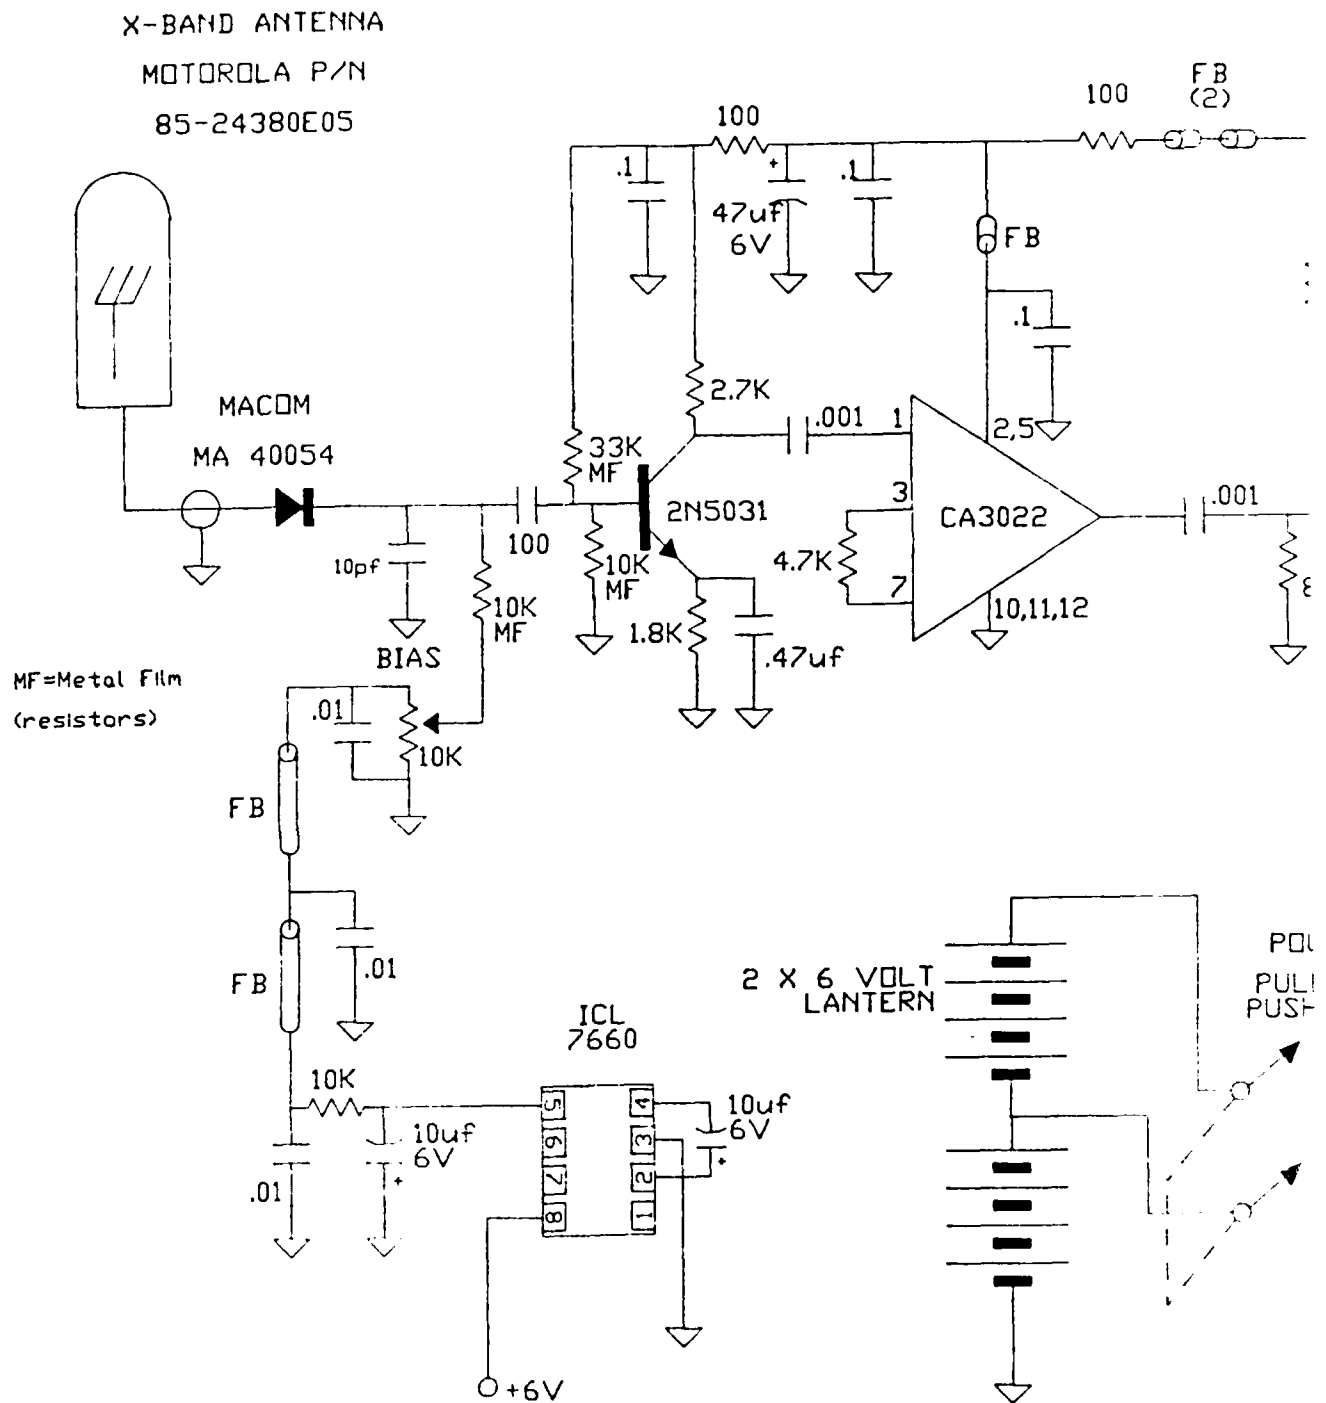 X-BAND ANTENNA
MOTOROLA P/N
85-24380E05
FB
(2)
100
100
.1
+
47uf
6V
.1
FB
.1
MACOM
MA 40054
2.7K
.001
1
2,5
33K
MF
2N5031
3
CA3022
.001
10pf
100
10K
MF
10K
MF
4.7K
7
10,11,12
1.8K
.47uf
BIAS
MF=Metal Film
(resistors)
.01
10K
FB
FB
.01
2 X 6 VOLT
LANTERN
ICL
7660
10K
10uf
6V
+
.01
5
6
7
8
4
3
2
1
10uf
6V
+
+6V